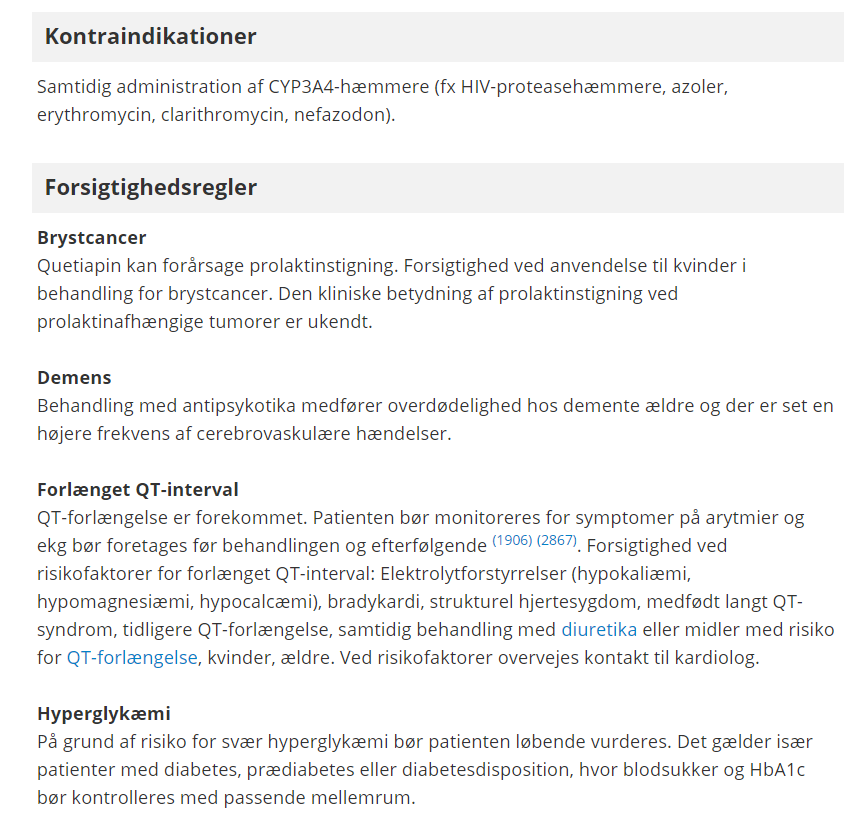 Kontraindikationer
Samtidig administration af CYP3A4-hæmmere (fx HIV-proteasehæmmere, azoler,
erythromycin, clarithromycin, nefazodon).
Forsigtighedsregler
Brystcancer
Quetiapin kan forårsage prolaktinstigning. Forsigtighed ved anvendelse til kvinder i
behandling for brystcancer. Den kliniske betydning af prolaktinstigning ved
prolaktinafhængige tumorer er ukendt.
Demens
Behandling med antipsykotika medfører overdødelighed hos demente ældre og der er set en
højere frekvens af cerebrovaskulære hændelser.
Forlænget QT-interval
QT-forlængelse er forekommet. Patienten bør monitoreres for symptomer på arytmier og
ekg bør foretages før behandlingen og efterfølgende (1906) (2867). Forsigtighed ved
risikofaktorer for forlænget QT-interval: Elektrolytforstyrrelser (hypokaliæmi,
hypomagnesiæmi, hypocalcæmi), bradykardi, strukturel hjertesygdom, medfødt langt QT-
syndrom, tidligere QT-forlængelse, samtidig behandling med diuretika eller midler med risiko
for QT-forlængelse, kvinder, ældre. Ved risikofaktorer overvejes kontakt til kardiolog.
Hyperglykæmi
På grund af risiko for svær hyperglykæmi bør patienten løbende vurderes. Det gælder især
patienter med diabetes, prædiabetes eller diabetesdisposition, hvor blodsukker og HbA1c
bør kontrolleres med passende mellemrum.